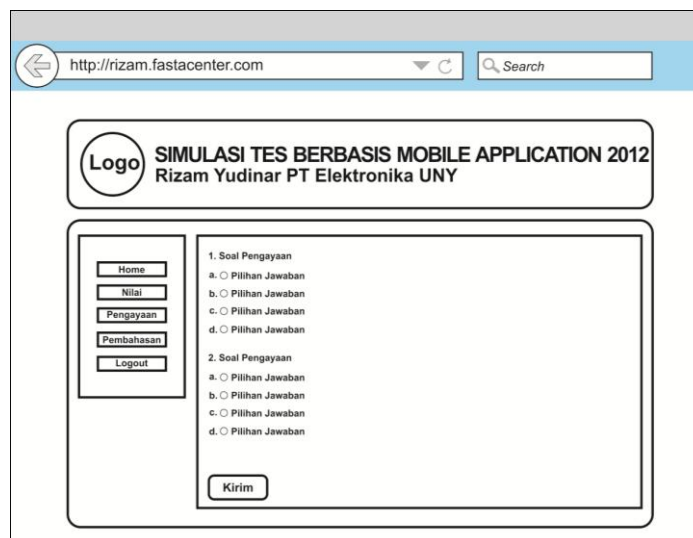 http://rizam.fastacenter.com
Search
Logo
SIMULASI TES BERBASIS MOBILE APPLICATION 2012
Rizam Yudinar PT Elektronika UNY
Home
Nilai
Pengayaan
Pembahasan
Logout
1. Soal Pengayaan
a. Pilihan Jawaban
b. Pilihan Jawaban
c. Pilihan Jawaban
d. Pilihan Jawaban
2. Soal Pengayaan
a. Pilihan Jawaban
b. Pilihan Jawaban
c. Pilihan Jawaban
d. Pilihan Jawaban
Kirim